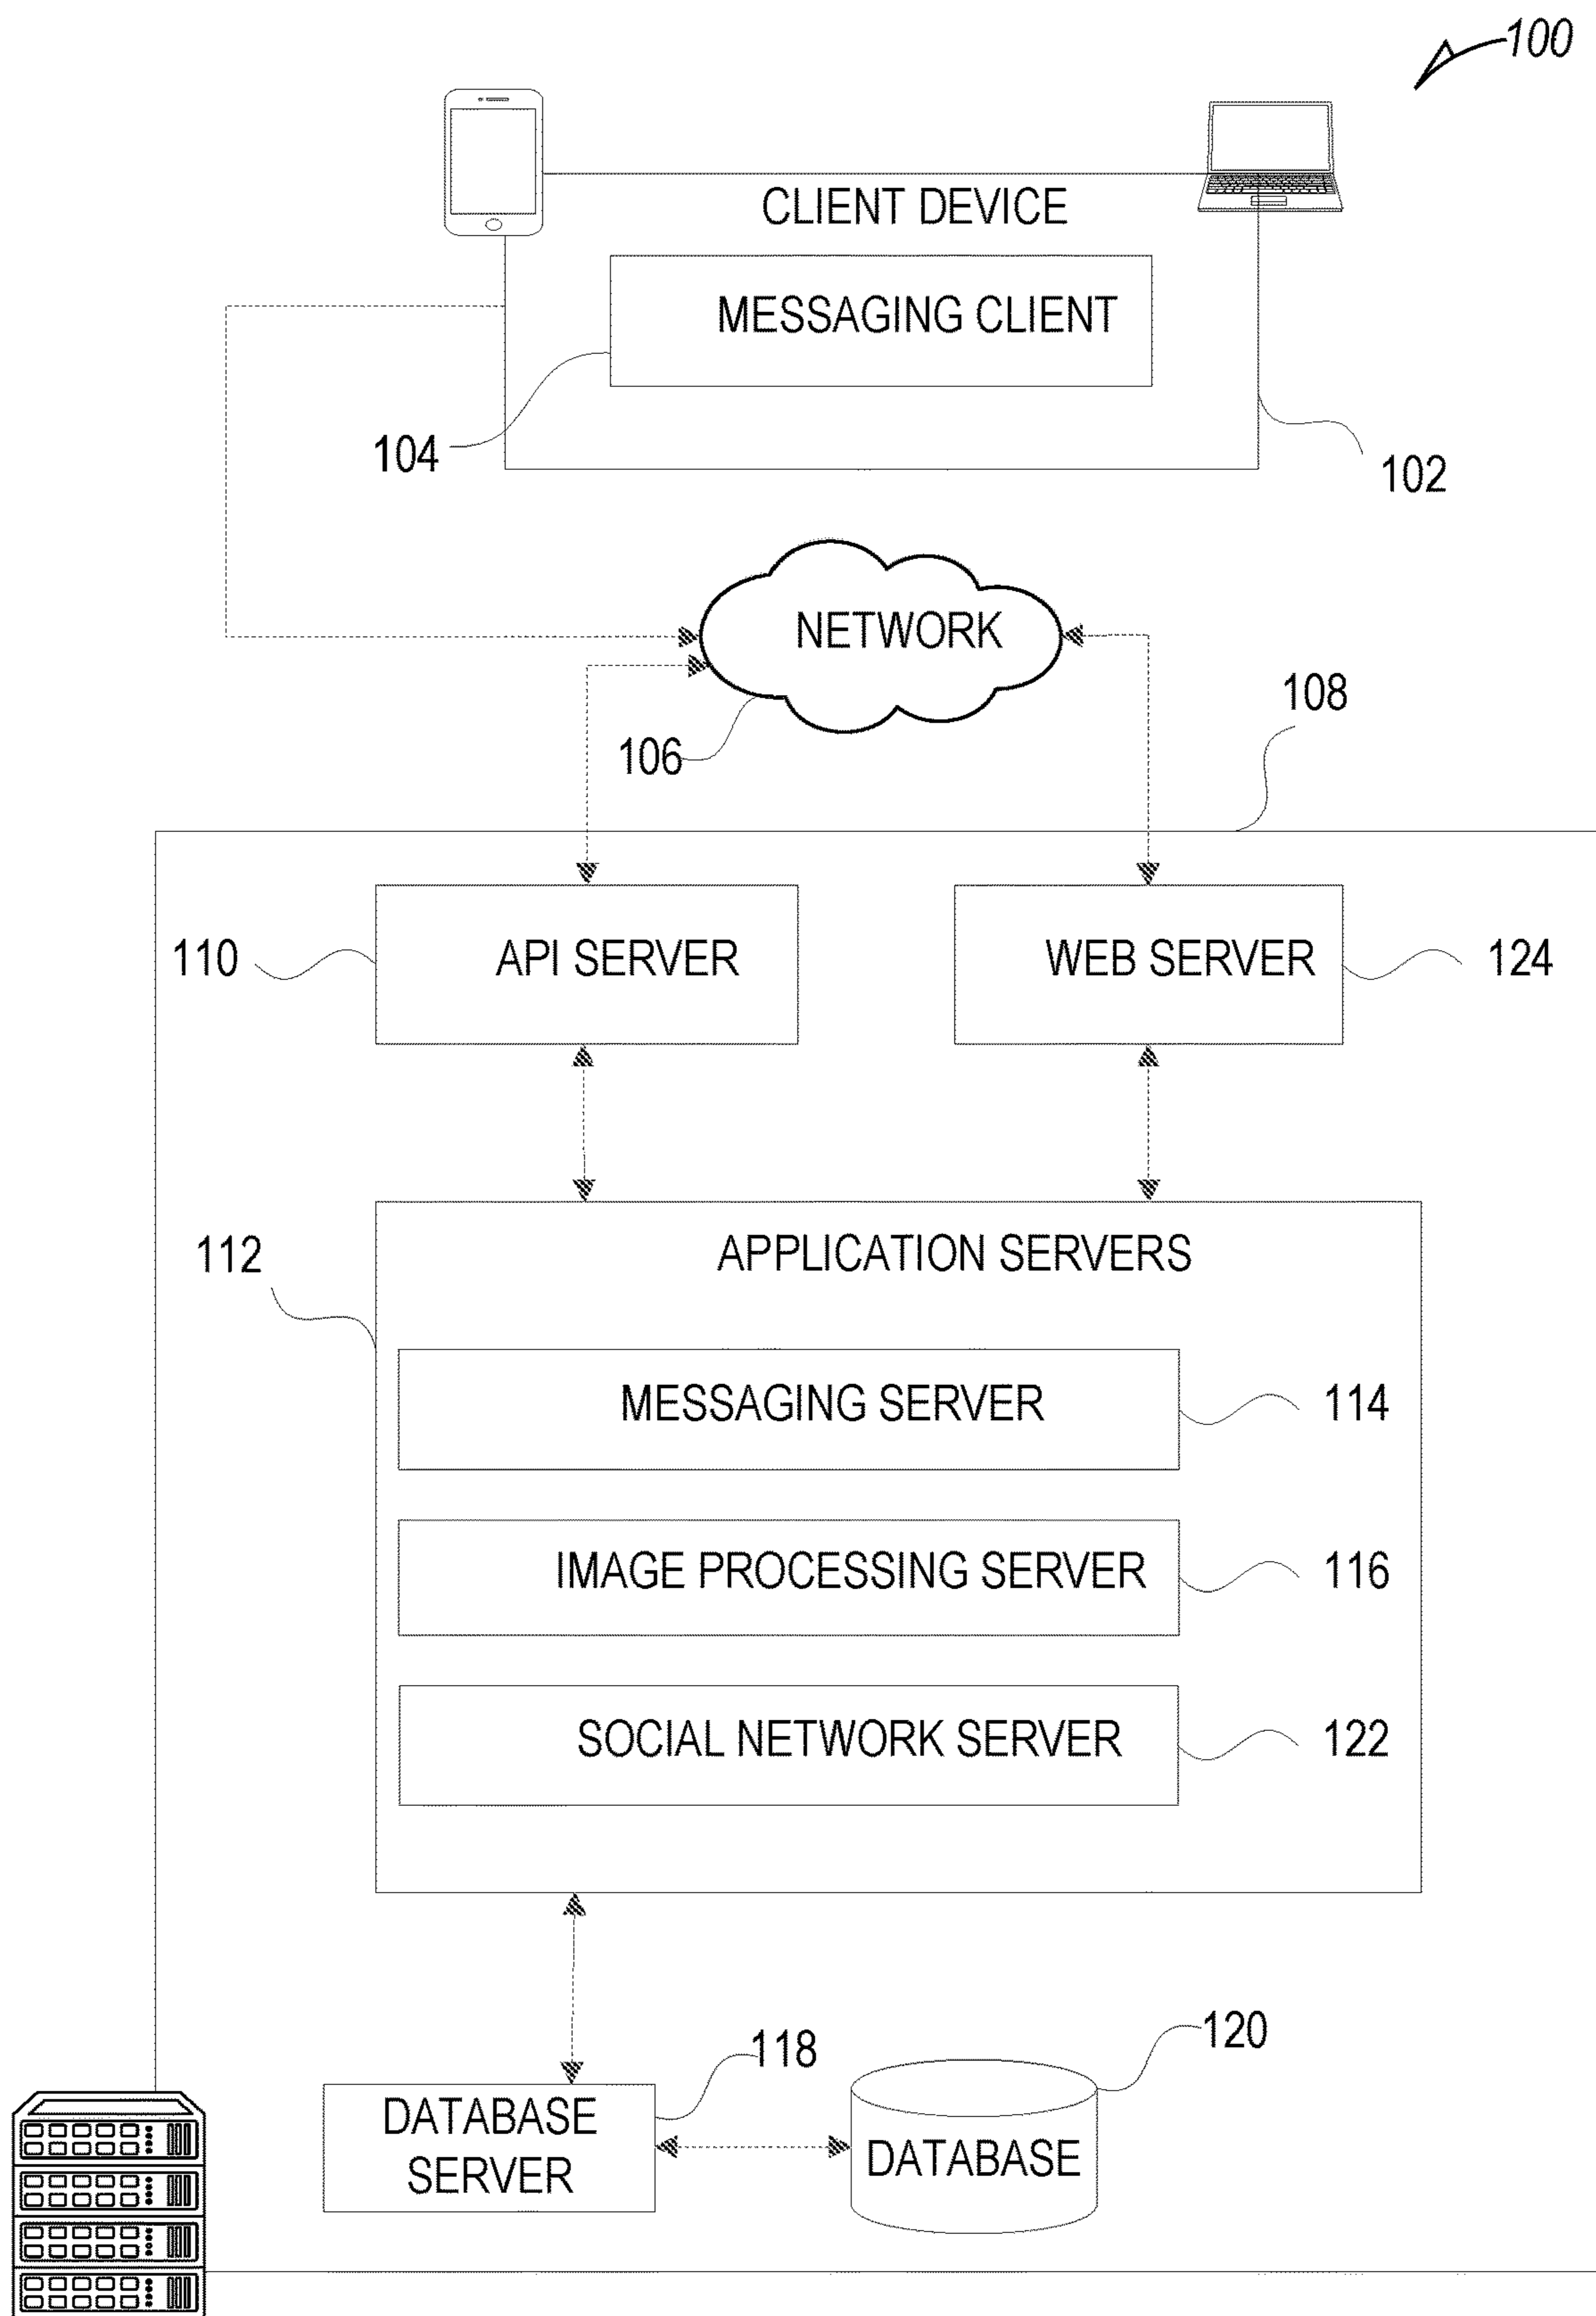 100
CLIENT DEVICE
MESSAGING CLIENT
104
102
NETWORK
106
108
110
API SERVER
WEB SERVER
124
112
APPLICATION SERVERS
MESSAGING SERVER
114
IMAGE PROCESSING SERVER
116
SOCIAL NETWORK SERVER
122
118
120
DATABASE
SERVER
DATABASE